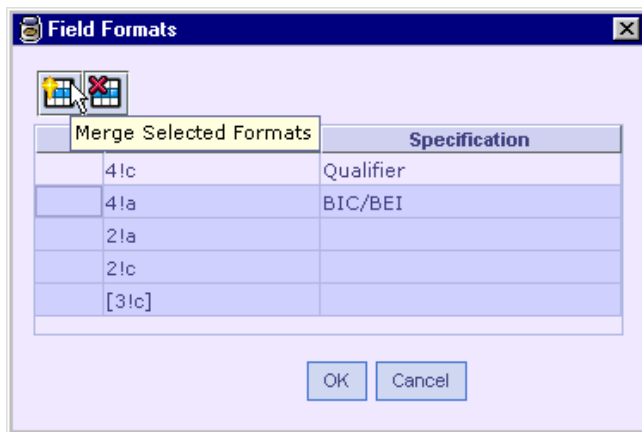 Field Formats
Merge Selected Formats
Specification
4!c Qualifier
4!a BIC/BEI
2!a
2!c
[3!c]
OK Cancel